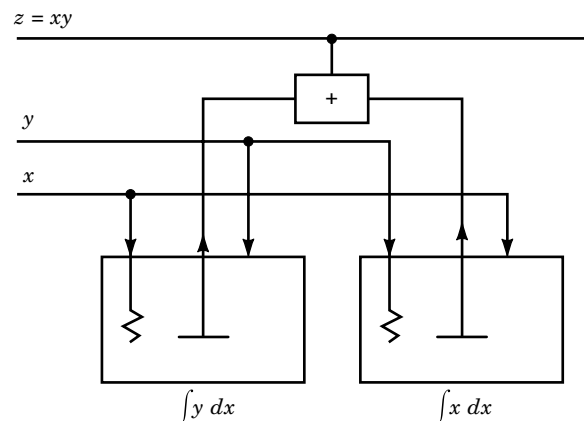 z = xy
+
y
x
∫y dx
∫x dx